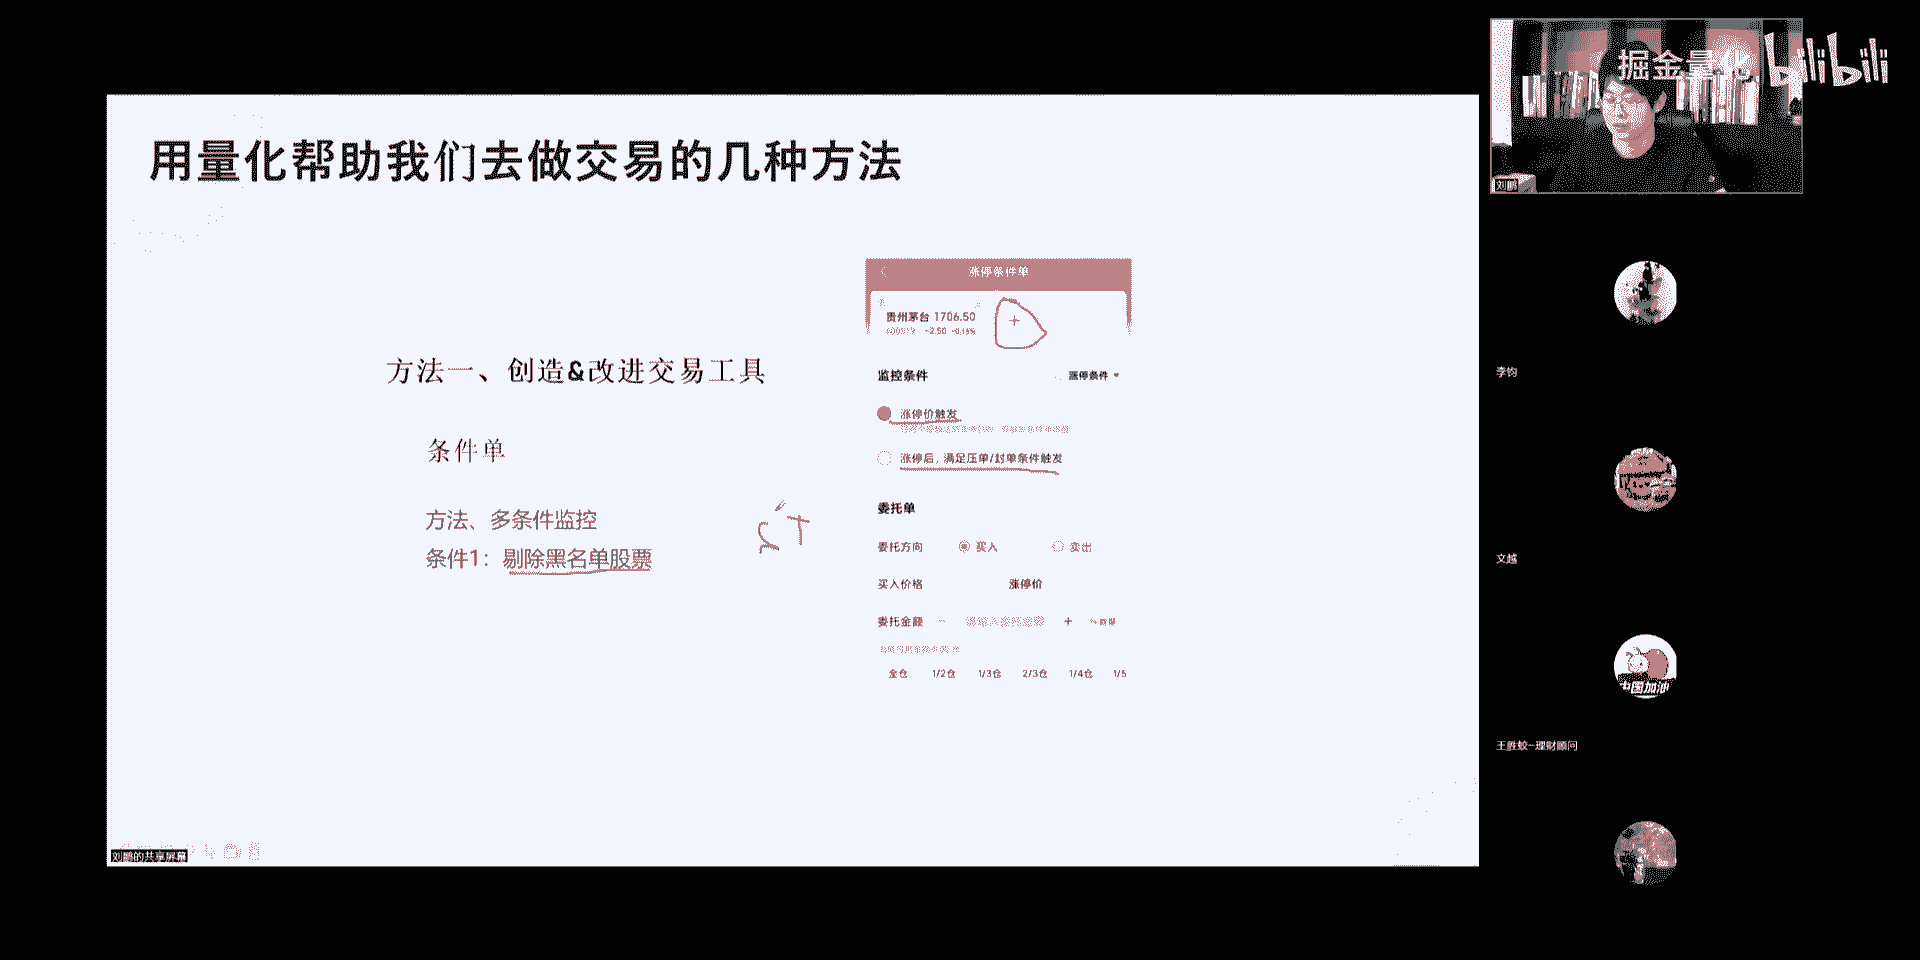 掘金量化 bilibili
刘鹏
用量化帮助我们去做交易的几种方法
方法一、创造&改进交易工具
条件单
方法、多条件监控
条件1：剔除黑名单股票
ST
涨停条件单
贵州茅台 1706.50
-2.50
监控条件
涨停条件
涨停价触发
涨停后，满足压单/封单条件触发
委托单
委托方向 买入 卖出
买入价格 涨停价
委托金额 +
全仓 1/2仓 1/3仓 2/3仓 1/4仓 1/5
刘鹏的共享屏幕
李钧
文越
中国加油
王胜蛟-理财顾问